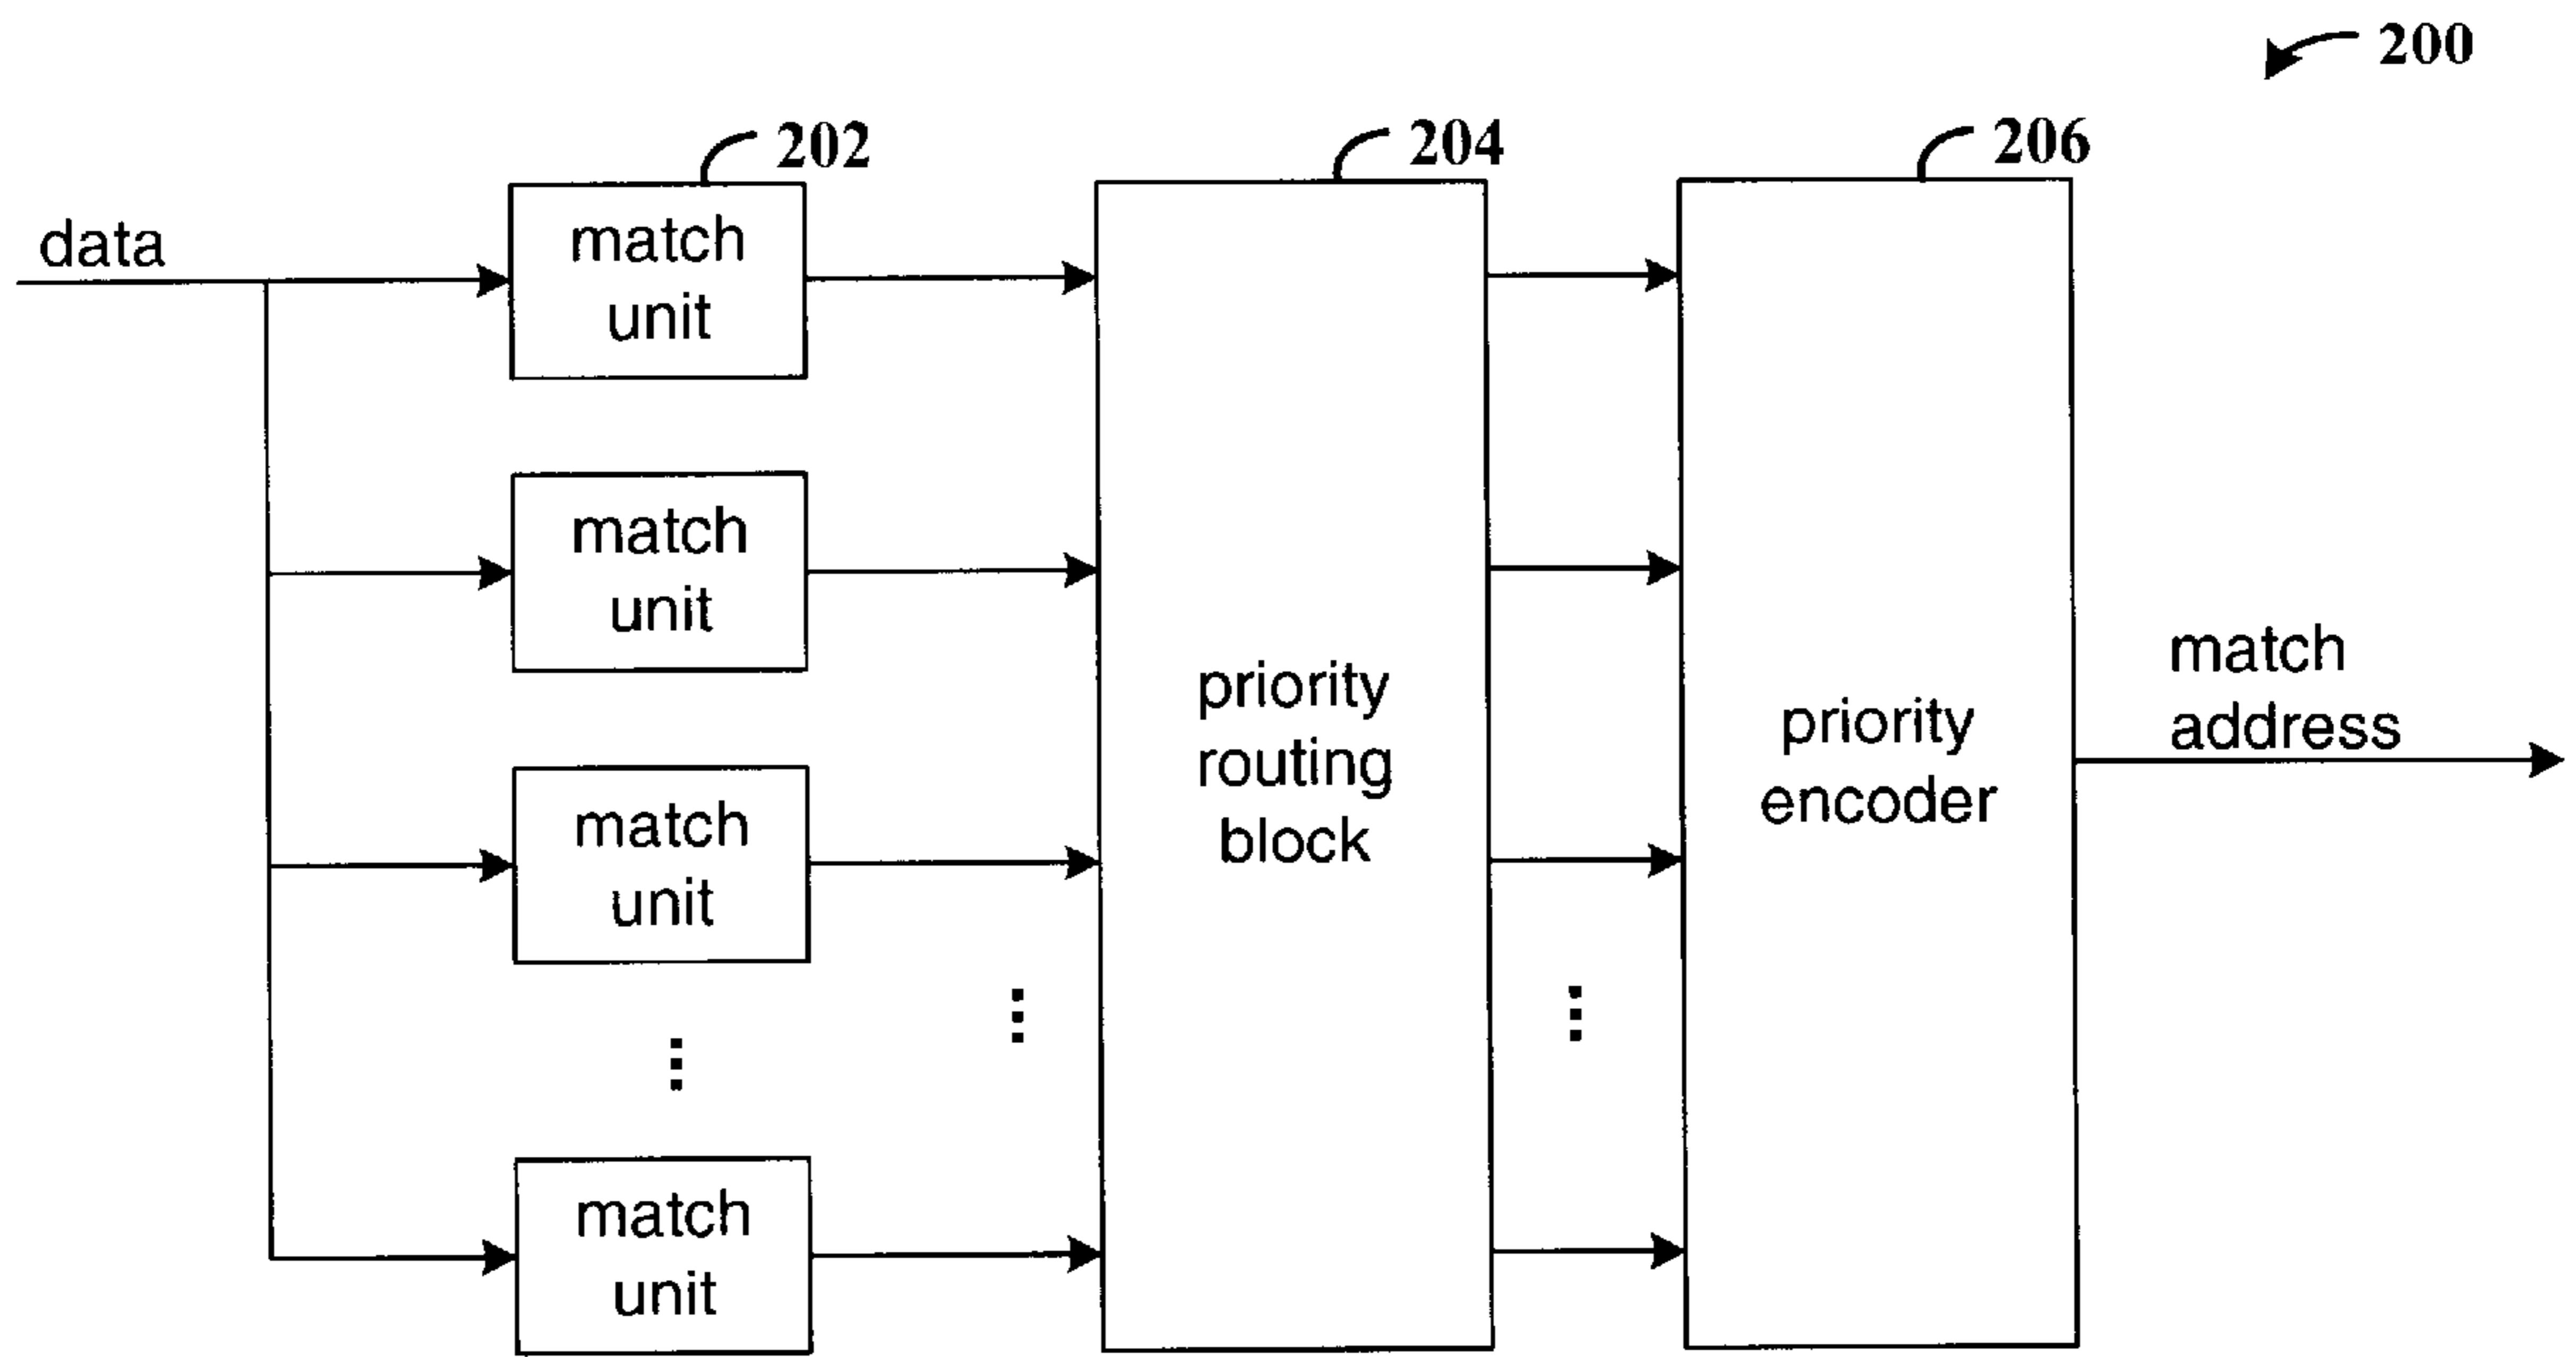 200
202
204
206
data
match
unit
match
unit
match
unit
match
unit
priority
routing
block
priority
encoder
match
address